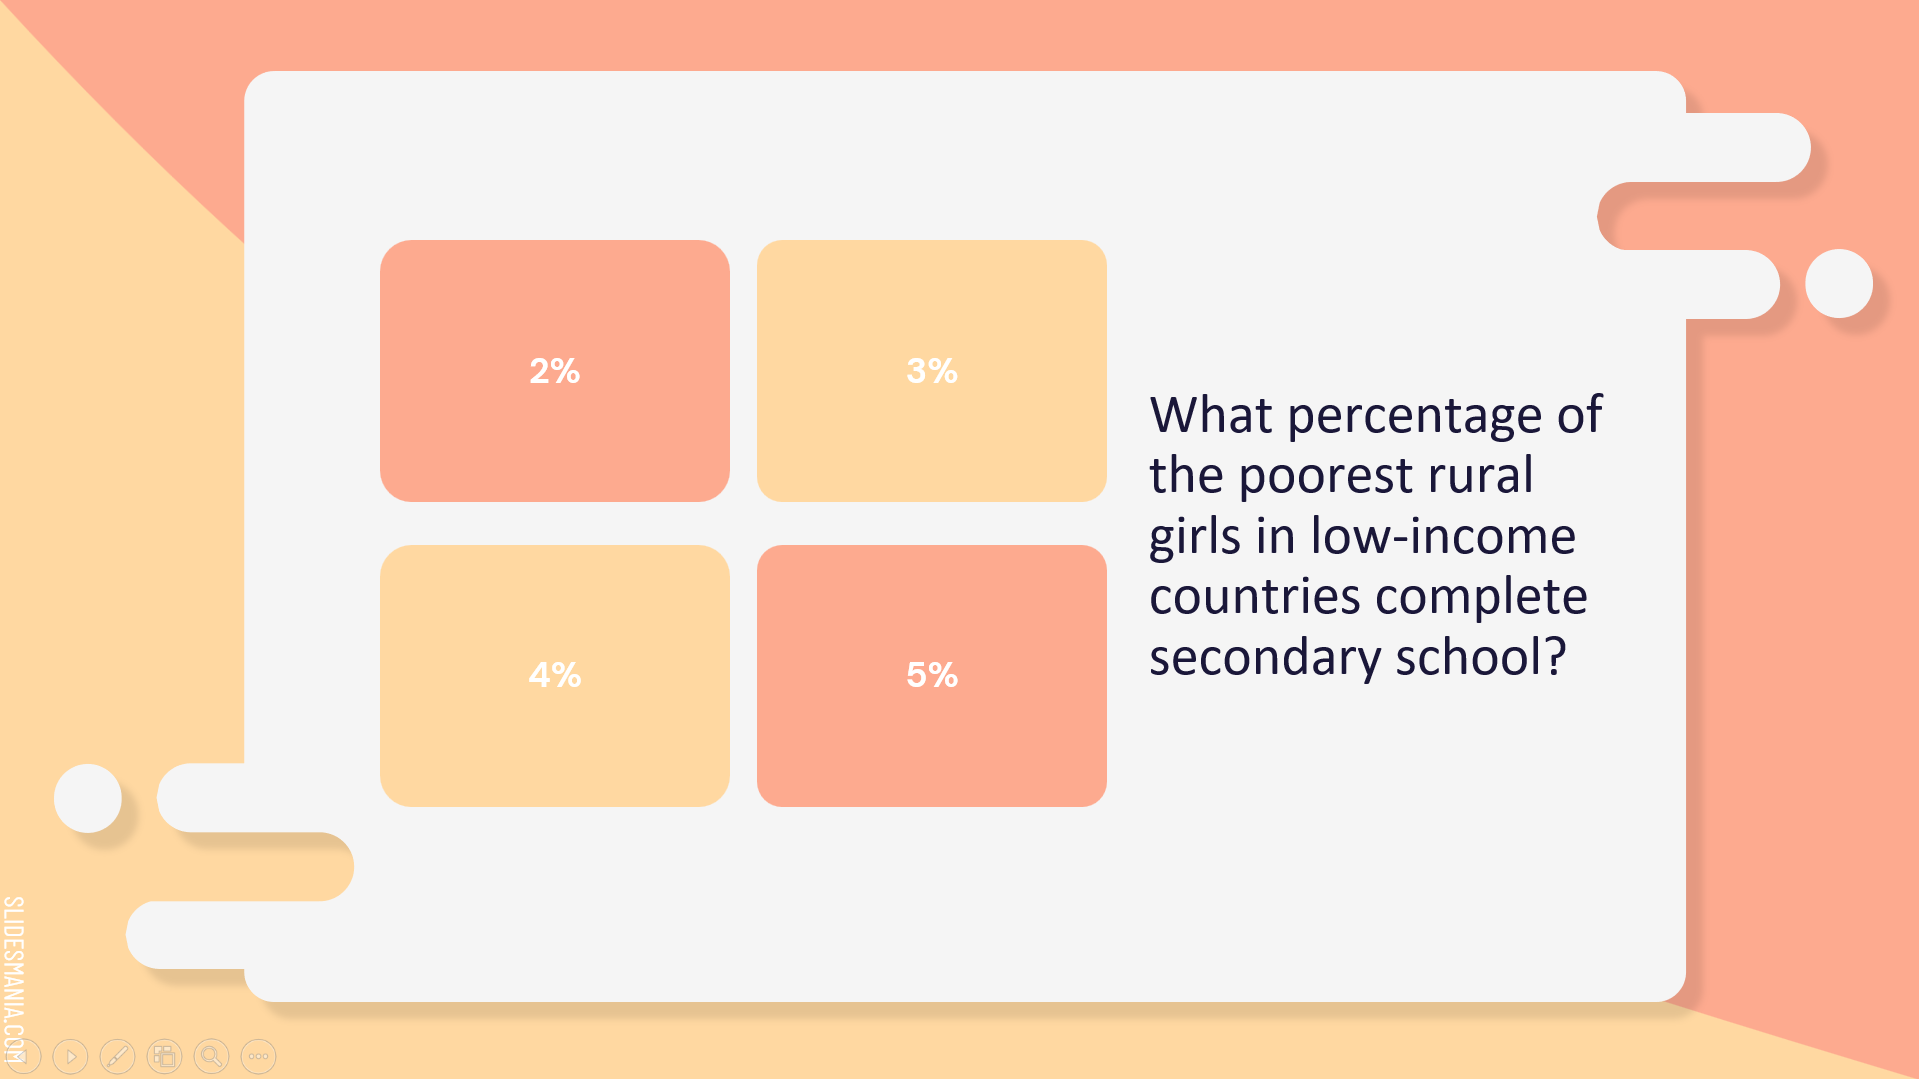 2%
3%
4%
5%
What percentage of
the poorest rural
girls in low-income
countries complete
secondary school?
SLIDESMANIA.COM